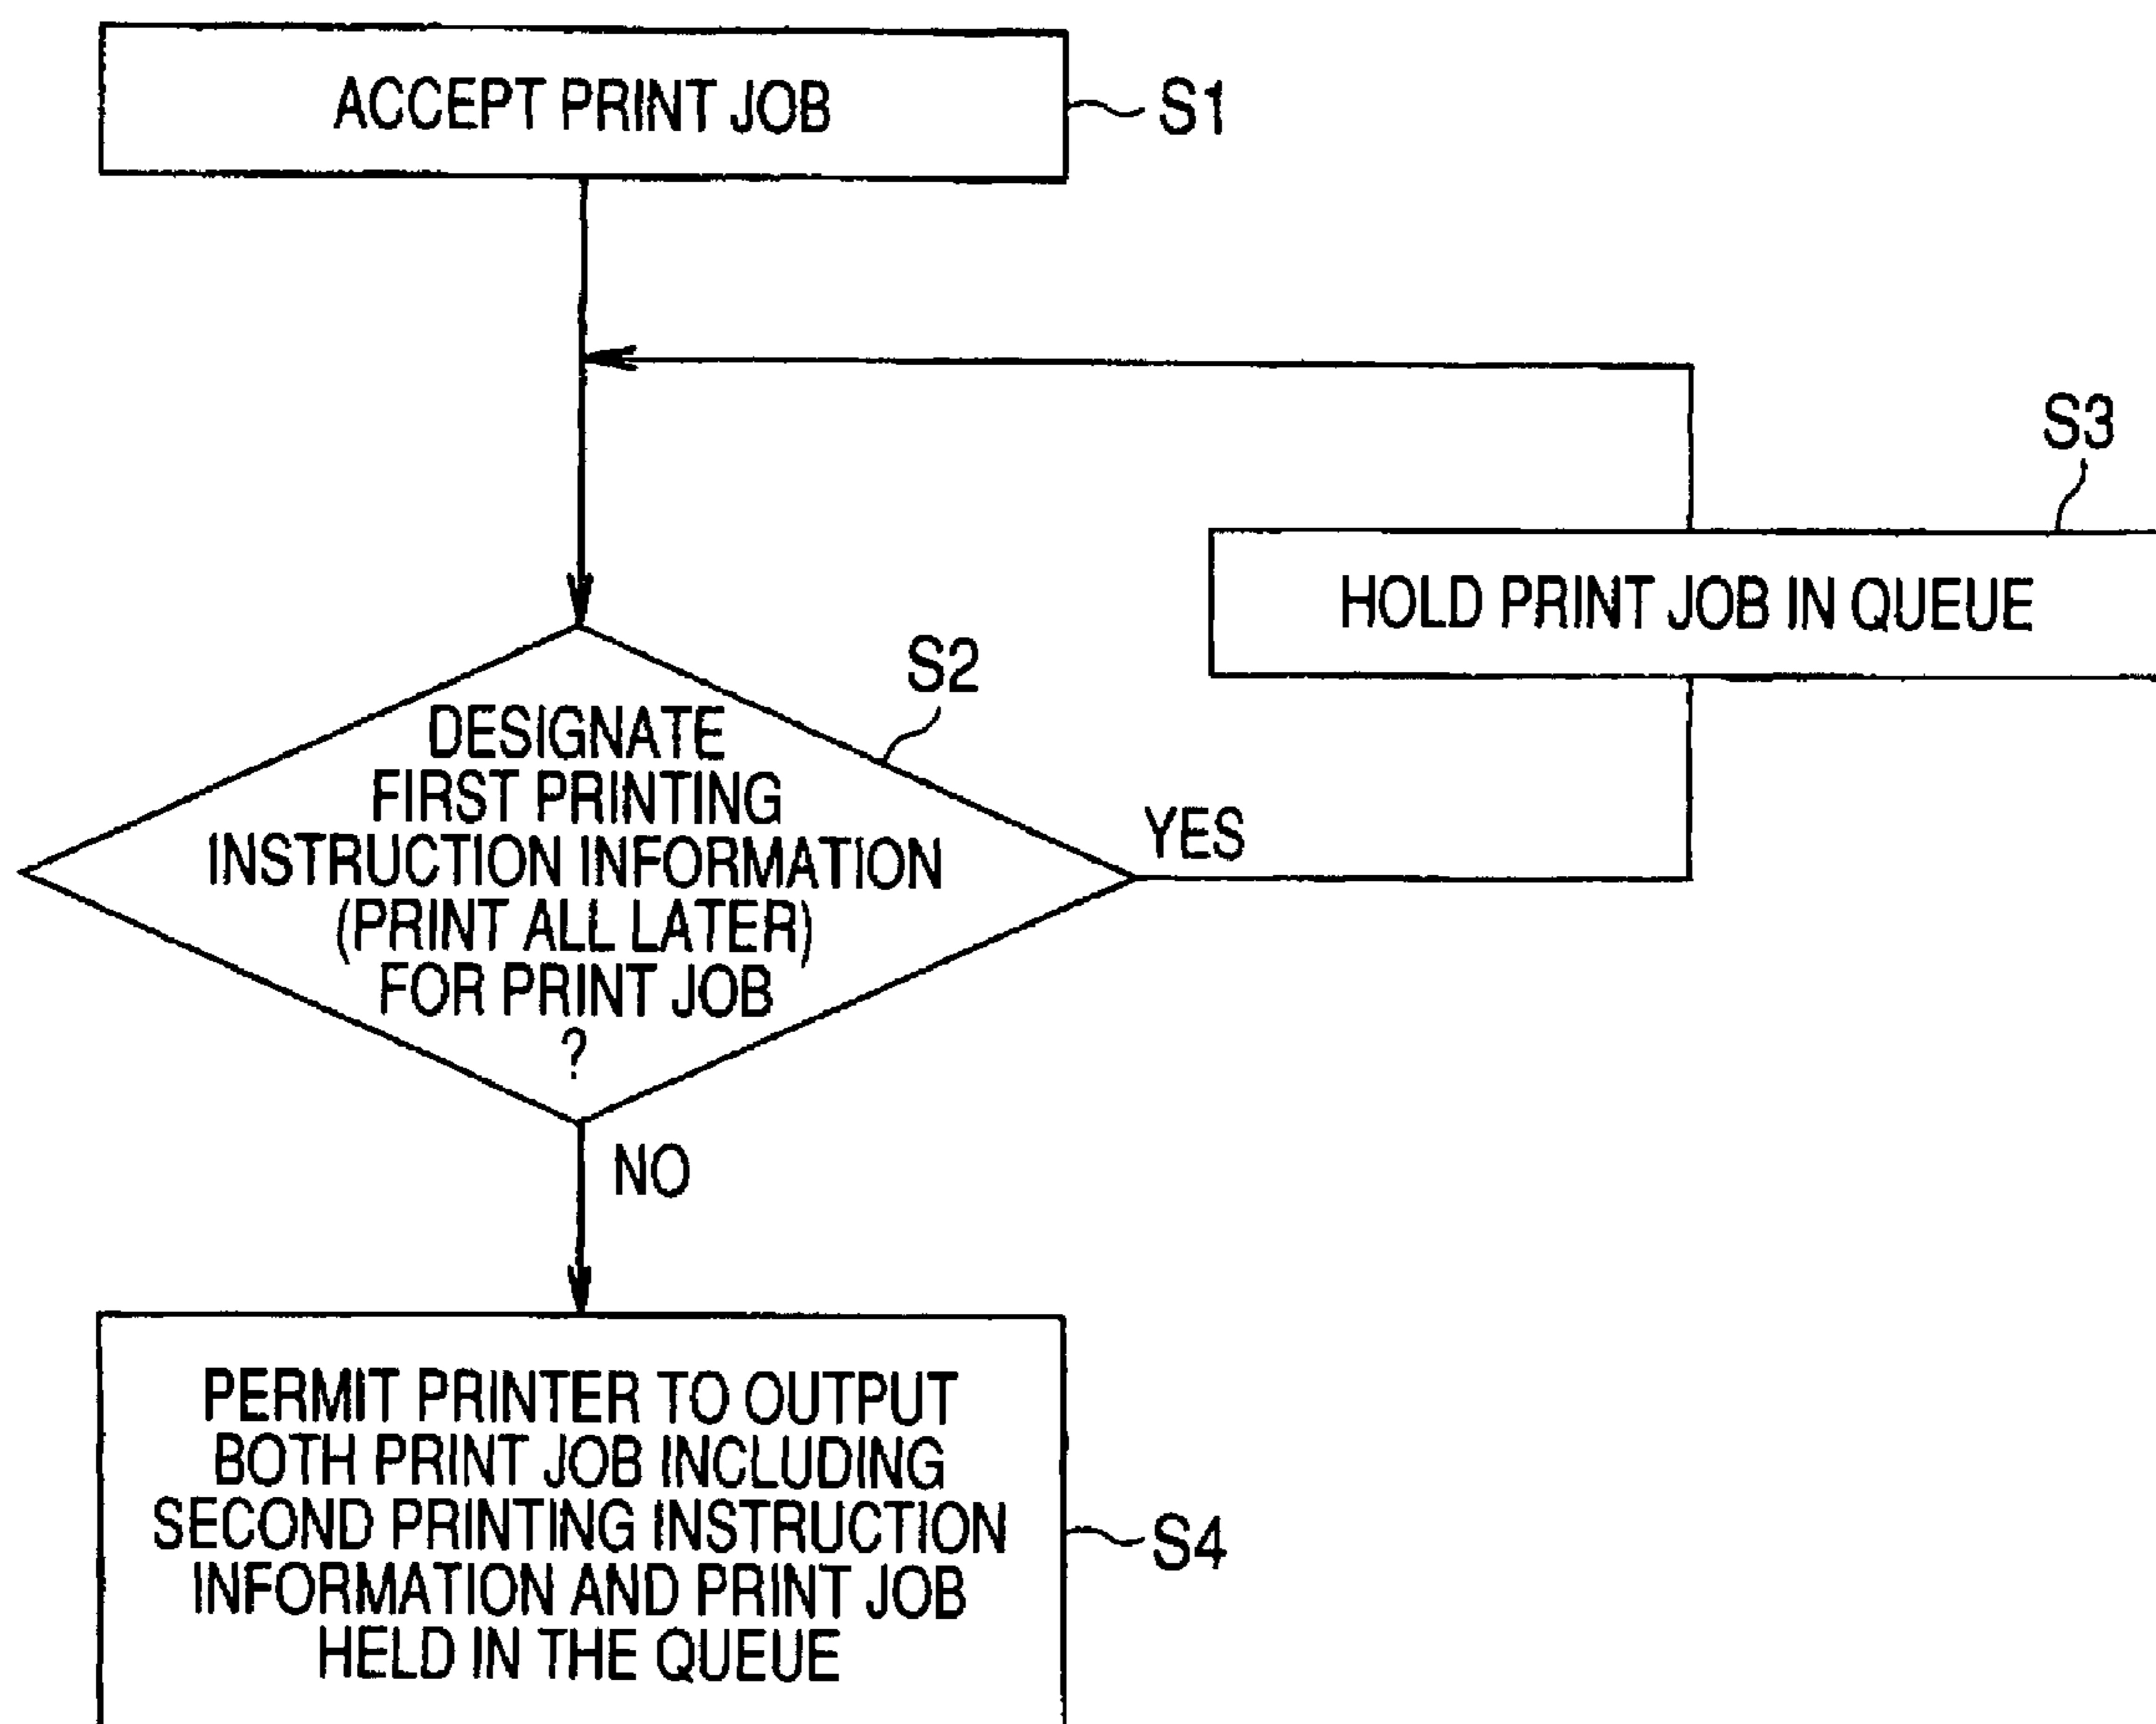 ACCEPT PRINT JOB
S1
S3
HOLD PRINT JOB IN QUEUE
S2
DESIGNATE
FIRST PRINTING
INSTRUCTION INFORMATION
(PRINT ALL LATER)
FOR PRINT JOB
?
YES
NO
PERMIT PRINTER TO OUTPUT
BOTH PRINT JOB INCLUDING
SECOND PRINTING INSTRUCTION
INFORMATION AND PRINT JOB
HELD IN THE QUEUE
S4